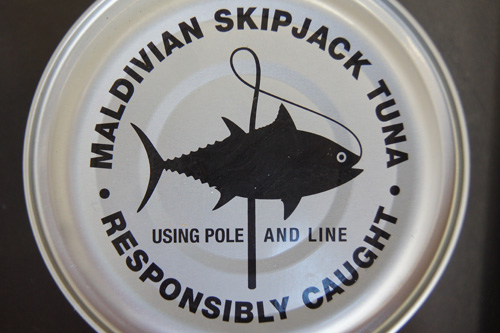 MALDIVIAN SKIPJACK TUNA
USING POLE AND LINE
• RESPONSIBLY CAUGHT •